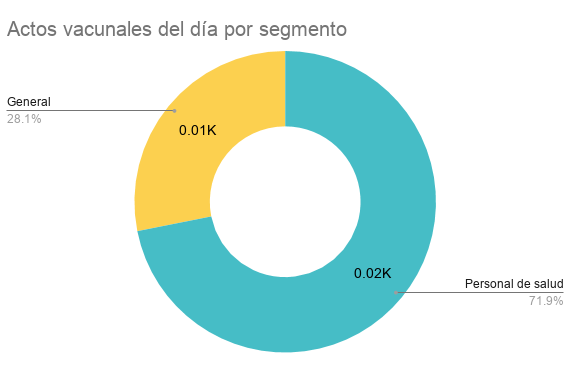 Actos vacunales del día por segmento
General
28.1%
0.01K
0.02K
Personal de salud
71.9%